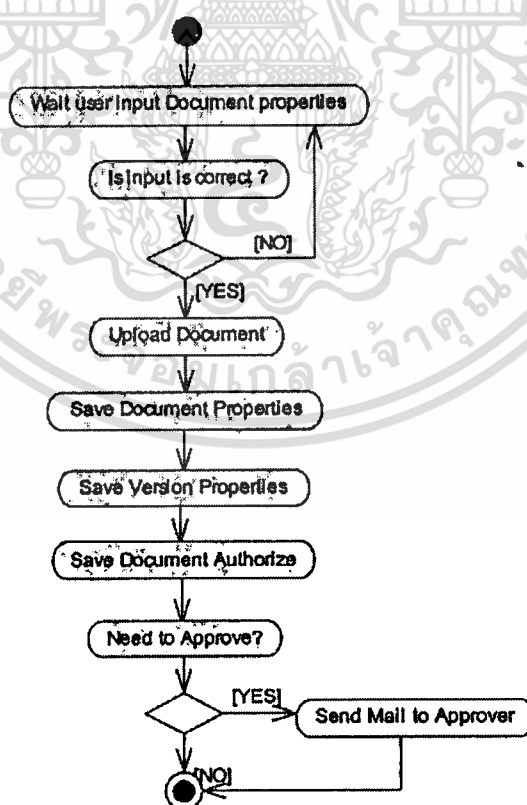 Wait user Input Document properties
Is Input is correct ?
[NO]
[YES]
Upload Document
Save Document Properties
Save Version Properties
Save Document Authorize
Need to Approve?
[YES]
Send Mail to Approver
[NO]